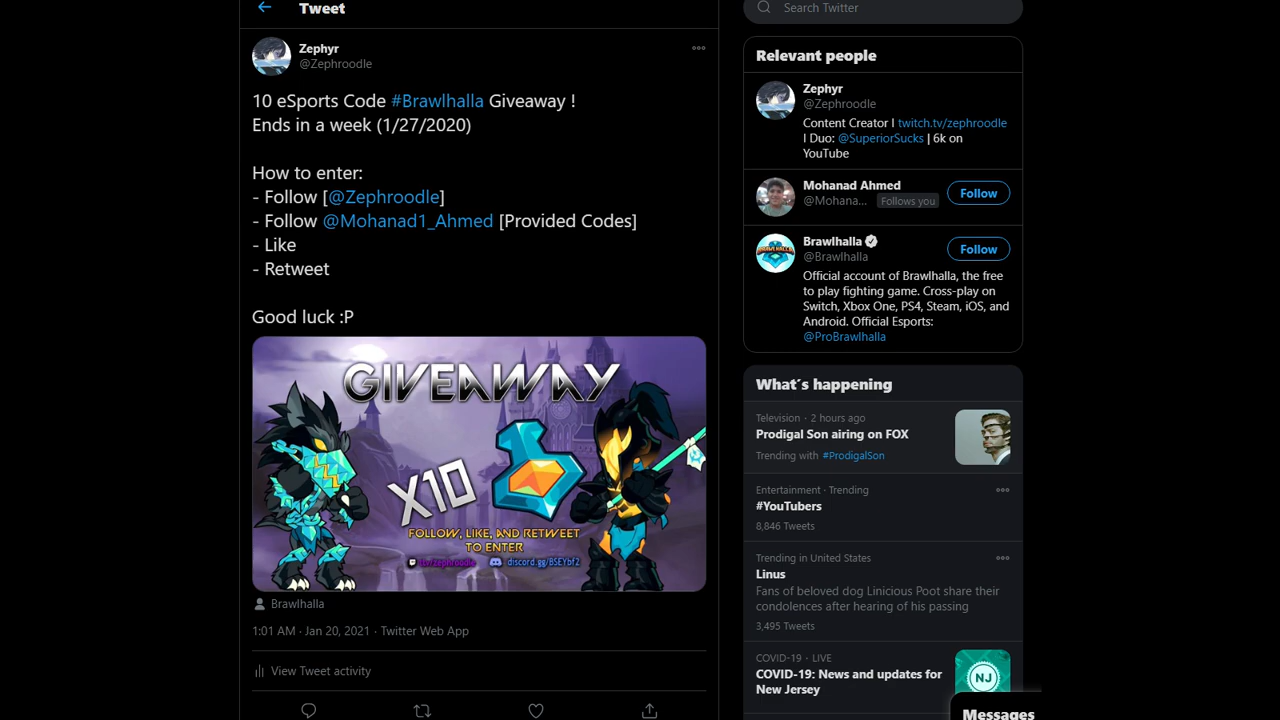 Tweet
Zephyr
@Zephroodle
10 eSports Code #Brawlhalla Giveaway !
Ends in a week (1/27/2020)
How to enter:
- Follow [@Zephroodle]
- Follow @Mohanad1_Ahmed [Provided Codes]
- Like
- Retweet
Good luck :P
GIVEAWAY
X10
FOLLOW, LIKE, AND RETWEET
TO ENTER
ttv/zephroodle
discord.gg/BSEYbf2
Brawlhalla
1:01 AM · Jan 20, 2021 · Twitter Web App
View Tweet activity
Search Twitter
Relevant people
Zephyr
@Zephroodle
Content Creator l twitch.tv/zephroodle
l Duo: @SuperiorSucks | 6k on
YouTube
Mohanad Ahmed
@Mohana... Follows you
Follow
Brawlhalla
@Brawlhalla
Follow
Official account of Brawlhalla, the free
to play fighting game. Cross-play on
Switch, Xbox One, PS4, Steam, iOS, and
Android. Official Esports:
@ProBrawlhalla
What's happening
Television · 2 hours ago
Prodigal Son airing on FOX
Trending with #ProdigalSon
Entertainment · Trending
#YouTubers
8,846 Tweets
Trending in United States
Linus
Fans of beloved dog Linicious Poot share their
condolences after hearing of his passing
3,495 Tweets
COVID-19 · LIVE
COVID-19: News and updates for
New Jersey
NJ
Messages